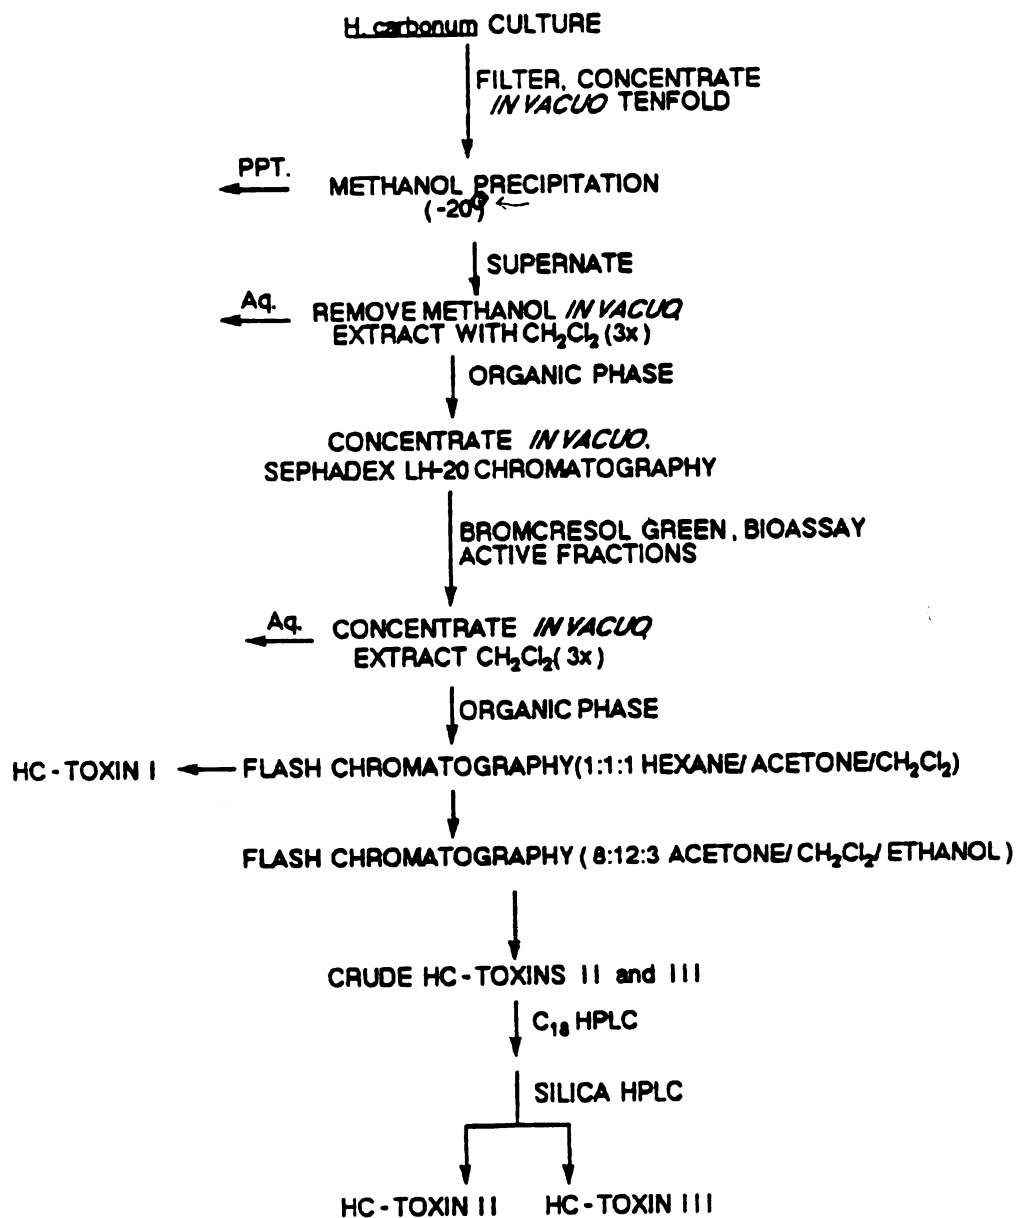 H. carbonum CULTURE
FILTER, CONCENTRATE
IN VACUO TENFOLD
PPT.
METHANOL PRECIPITATION
(-20°)
SUPERNATE
Aq.
REMOVE METHANOL IN VACUO,
EXTRACT WITH CH₂Cl₂ (3x)
ORGANIC PHASE
CONCENTRATE IN VACUO.
SEPHADEX LH-20 CHROMATOGRAPHY
BROMCRESOL GREEN, BIOASSAY
ACTIVE FRACTIONS
Aq.
CONCENTRATE IN VACUO,
EXTRACT CH₂Cl₂ (3x)
ORGANIC PHASE
HC-TOXIN I
FLASH CHROMATOGRAPHY (1:1:1 HEXANE/ACETONE/CH₂Cl₂)
FLASH CHROMATOGRAPHY (8:12:3 ACETONE/CH₂Cl₂/ETHANOL)
CRUDE HC-TOXINS II and III
C₁₈ HPLC
SILICA HPLC
HC-TOXIN II HC-TOXIN III